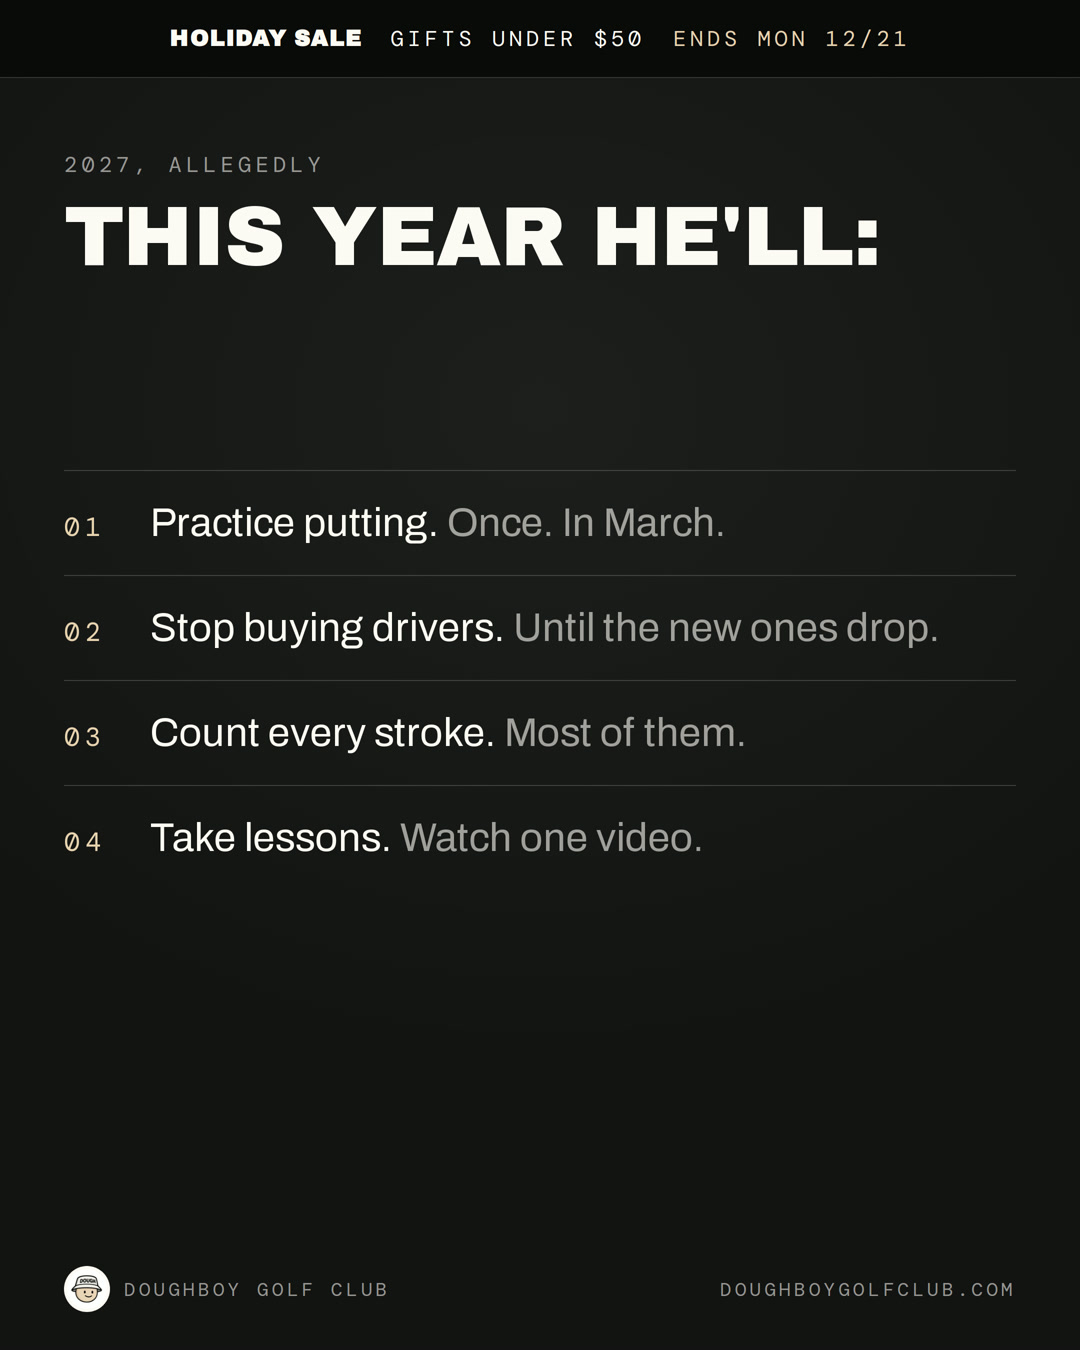 HOLIDAY SALE GIFTS UNDER $50 ENDS MON 12/21
2027, ALLEGEDLY
THIS YEAR HE'LL:
01 Practice putting. Once. In March.
02 Stop buying drivers. Until the new ones drop.
03 Count every stroke. Most of them.
04 Take lessons. Watch one video.
DOUGH
DOUGHBOY GOLF CLUB DOUGHBOYGOLFCLUB.COM